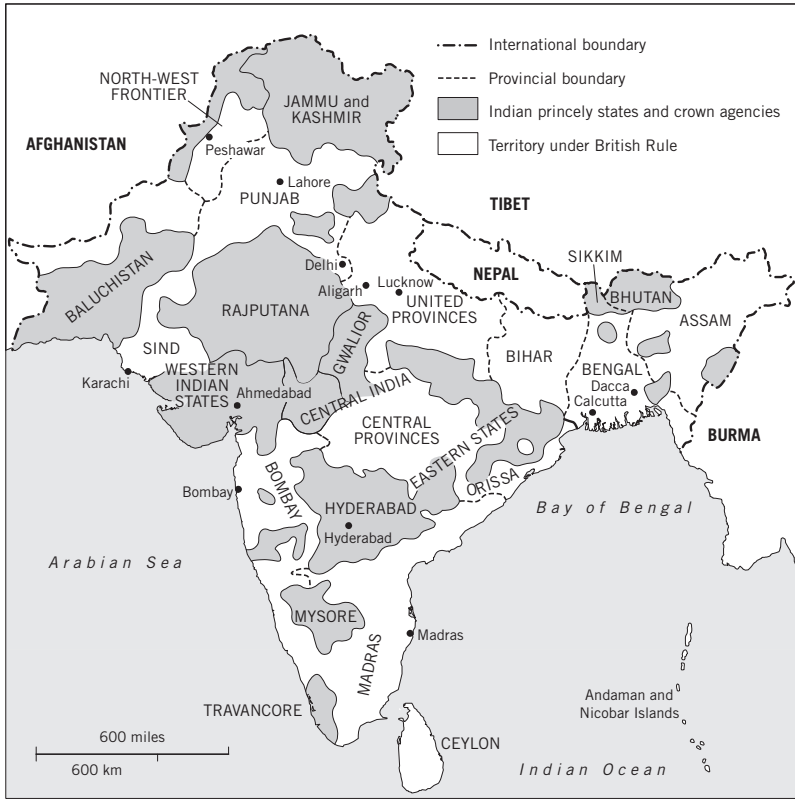 International boundary
Provincial boundary
Indian princely states and crown agencies
Territory under British Rule
NORTH-WEST
FRONTIER
JAMMU and
KASHMIR
AFGHANISTAN
Peshawar
Lahore
PUNJAB
TIBET
BALUCHISTAN
Delhi
NEPAL
SIKKIM
BHUTAN
Aligarh
Lucknow
UNITED
PROVINCES
RAJPUTANA
GWALIOR
ASSAM
SIND
BIHAR
BENGAL
Dacca
Calcutta
Karachi
WESTERN
INDIAN
STATES
Ahmedabad
CENTRAL INDIA
CENTRAL
PROVINCES
EASTERN STATES
BURMA
ORISSA
BOMBAY
Bombay
HYDERABAD
Hyderabad
Bay of Bengal
Arabian Sea
MYSORE
MADRAS
Madras
TRAVANCORE
Andaman and
Nicobar Islands
CEYLON
600 miles
600 km
Indian Ocean